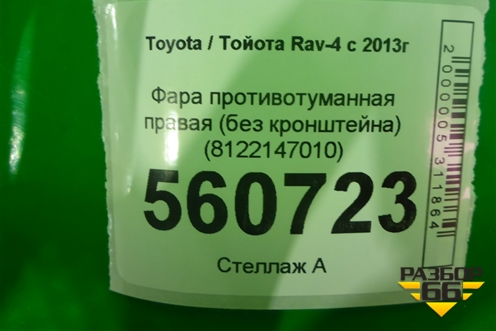 Toyota / Тойота Rav-4 с 2013г
Фара противотуманная
правая (без кронштейна)
(8122147010)
560723
Стеллаж А
2000005311864
РАЗБОР
66